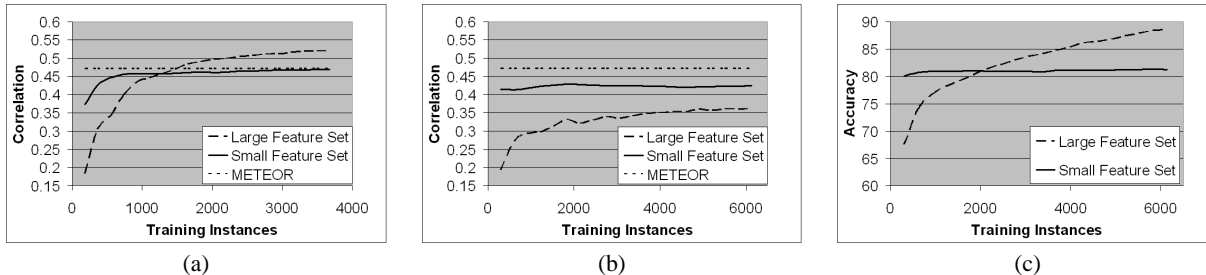 0.6
0.55
0.5
0.45
0.4
0.35
0.3
0.25
0.2
0.15
Correlation
Large Feature Set
Small Feature Set
METEOR
0 1000 2000 3000 4000
Training Instances
(a)
0.6
0.55
0.5
0.45
0.4
0.35
0.3
0.25
0.2
0.15
Correlation
Large Feature Set
Small Feature Set
METEOR
0 2000 4000 6000
Training Instances
(b)
90
85
80
75
70
65
60
Accuracy
Large Feature Set
Small Feature Set
0 2000 4000 6000
Training Instances
(c)